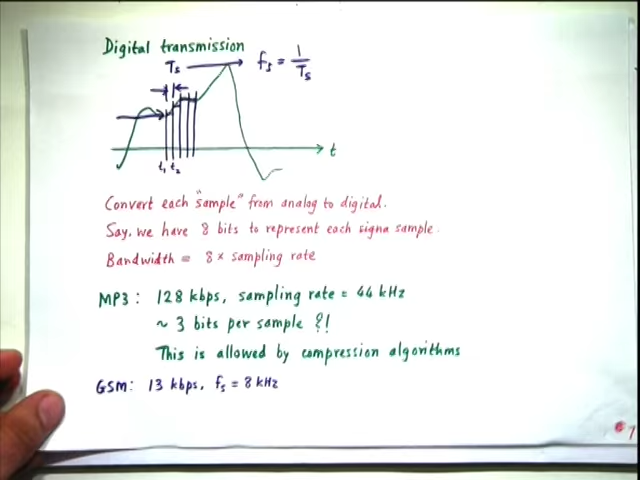 Digital transmission
Ts
fs = 1/Ts
t
t1 t2
Convert each "sample" from analog to digital.
Say, we have 8 bits to represent each signa sample.
Bandwidth = 8 x sampling rate
MP3: 128 kbps, sampling rate = 44 kHz
~ 3 bits per sample ?!
This is allowed by compression algorithms
GSM: 13 kbps, fs = 8 kHz
7